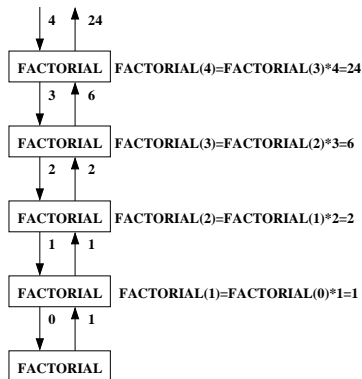 4 24
FACTORIAL FACTORIAL(4)=FACTORIAL(3)*4=24
3 6
FACTORIAL FACTORIAL(3)=FACTORIAL(2)*3=6
2 2
FACTORIAL FACTORIAL(2)=FACTORIAL(1)*2=2
1 1
FACTORIAL FACTORIAL(1)=FACTORIAL(0)*1=1
0 1
FACTORIAL